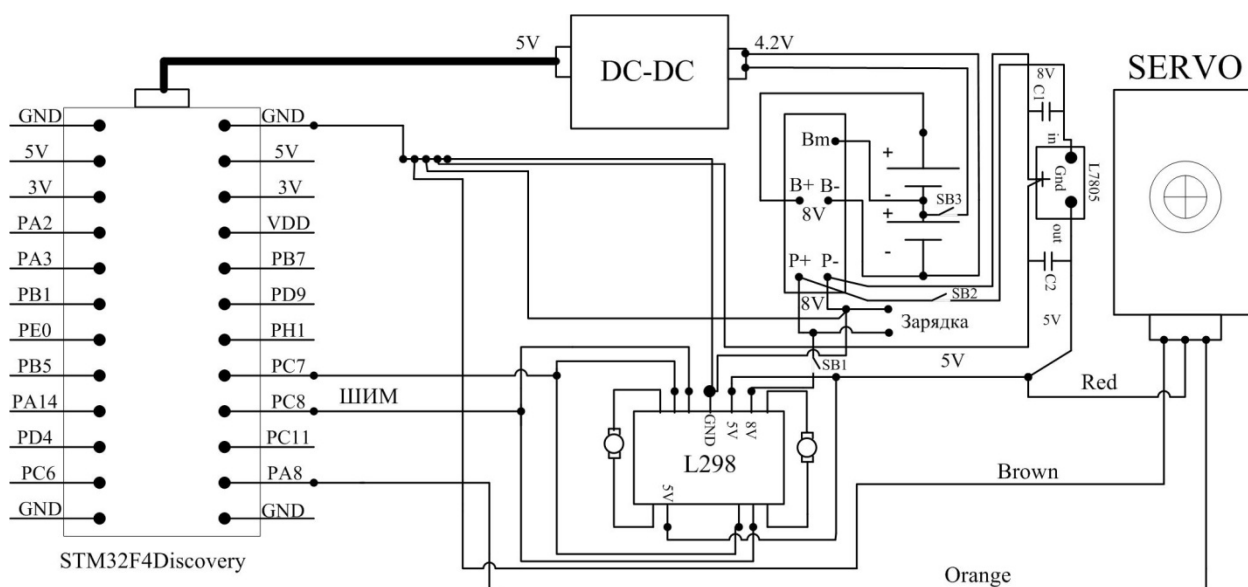 5V
DC-DC
4.2V
8V
C1
in
Gnd
L7805
out
C2
5V
SERVO
Bm
+
-
+
-
B+
B-
8V
SB3
P+
P-
8V
SB2
Зарядка
SB1
5V
Red
Brown
Orange
GND
GND
5V
5V
3V
3V
PA2
VDD
PA3
PB7
PB1
PD9
PE0
PH1
PB5
PC7
PA14
PC8
ШИМ
PD4
PC11
PC6
PA8
GND
GND
STM32F4Discovery
GND
5V
8V
L298
5V